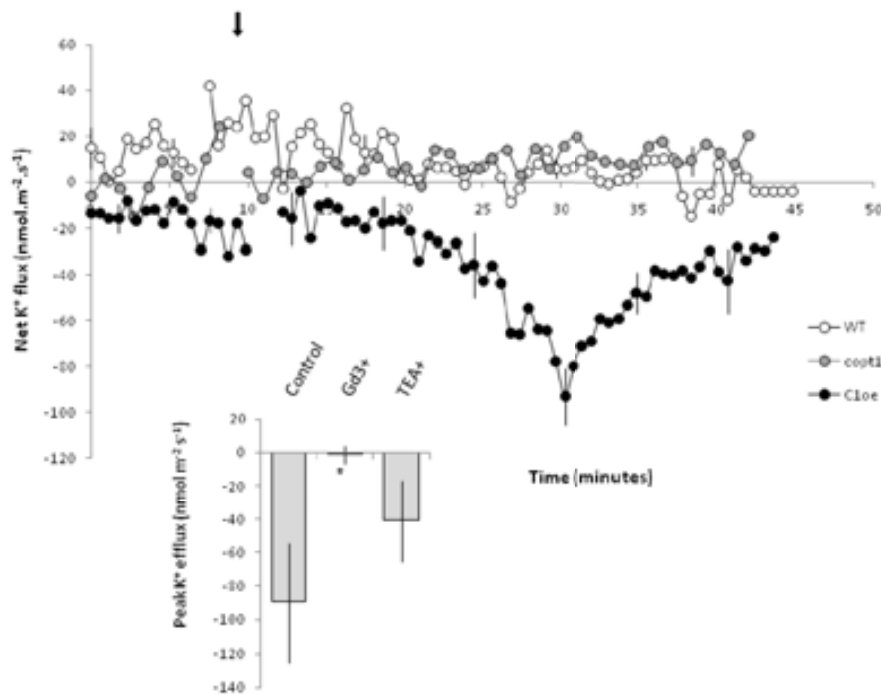 60
40
20
0
-20
-40
-60
-80
-100
-120
Net K+ flux (nmol.m-2.s-1)
10 15 20 25 30 35 40 45 50
WT
copt1
C1oe
Time (minutes)
Control
Gd3+
TEA+
20
0
-20
-40
-60
-80
-100
-120
-140
Peak K+ efflux (nmol m-2 s-1)
*